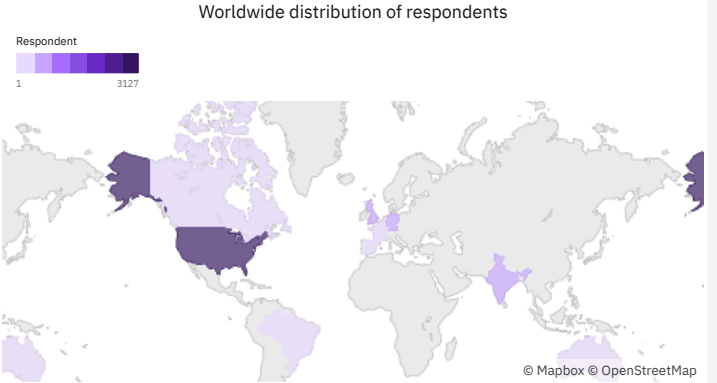 Worldwide distribution of respondents
Respondent
1 3127
© Mapbox © OpenStreetMap